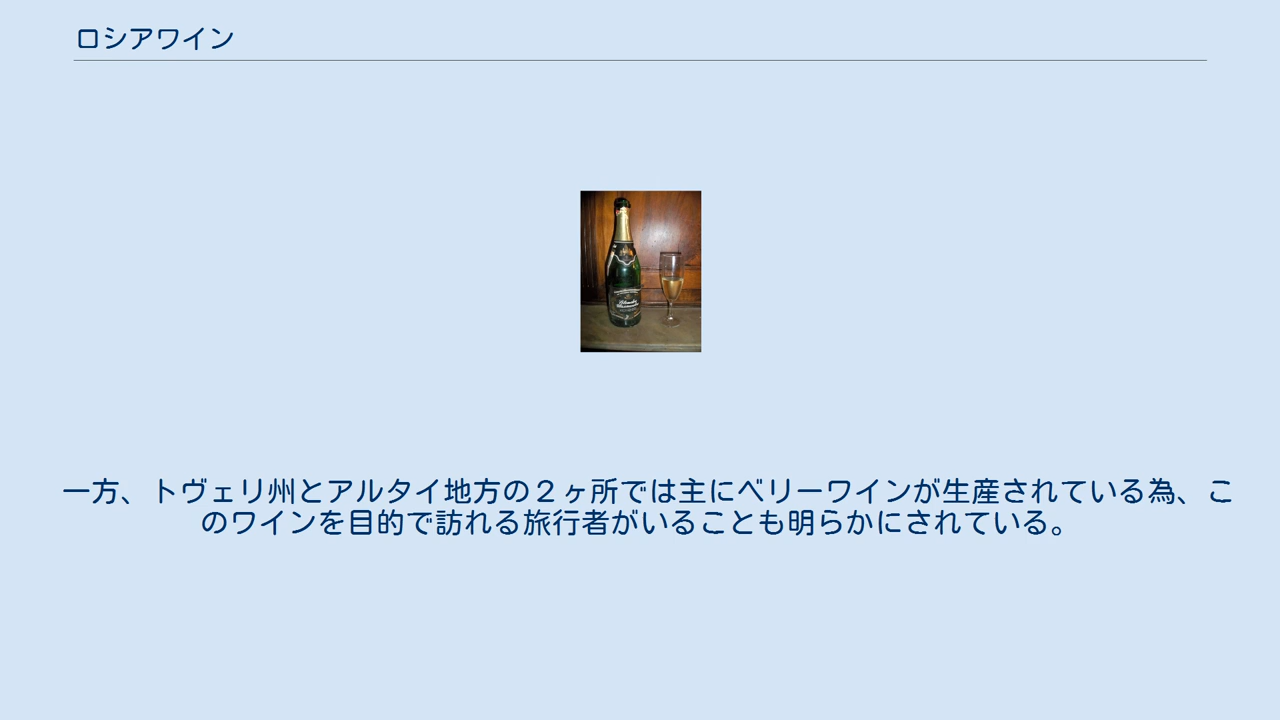 ロシアワイン
一方、トヴェリ州とアルタイ地方の２ヶ所では主にベリーワインが生産されている為、こ
のワインを目的で訪れる旅行者がいることも明らかにされている。